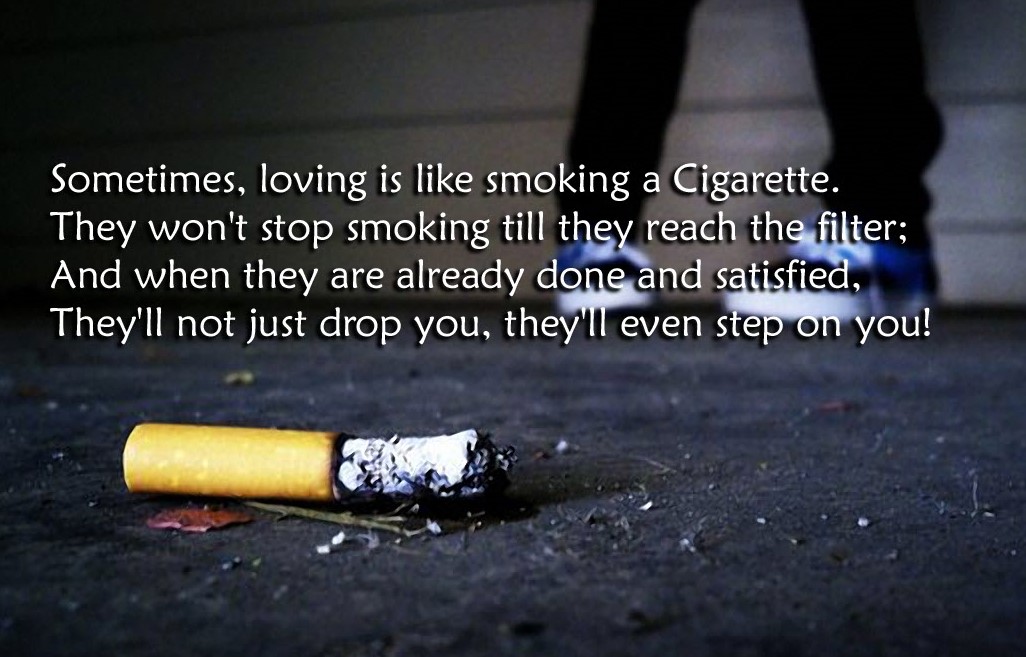 Sometimes, loving is like smoking a Cigarette.
They won't stop smoking till they reach the filter;
And when they are already done and satisfied,
They'll not just drop you, they'll even step on you!